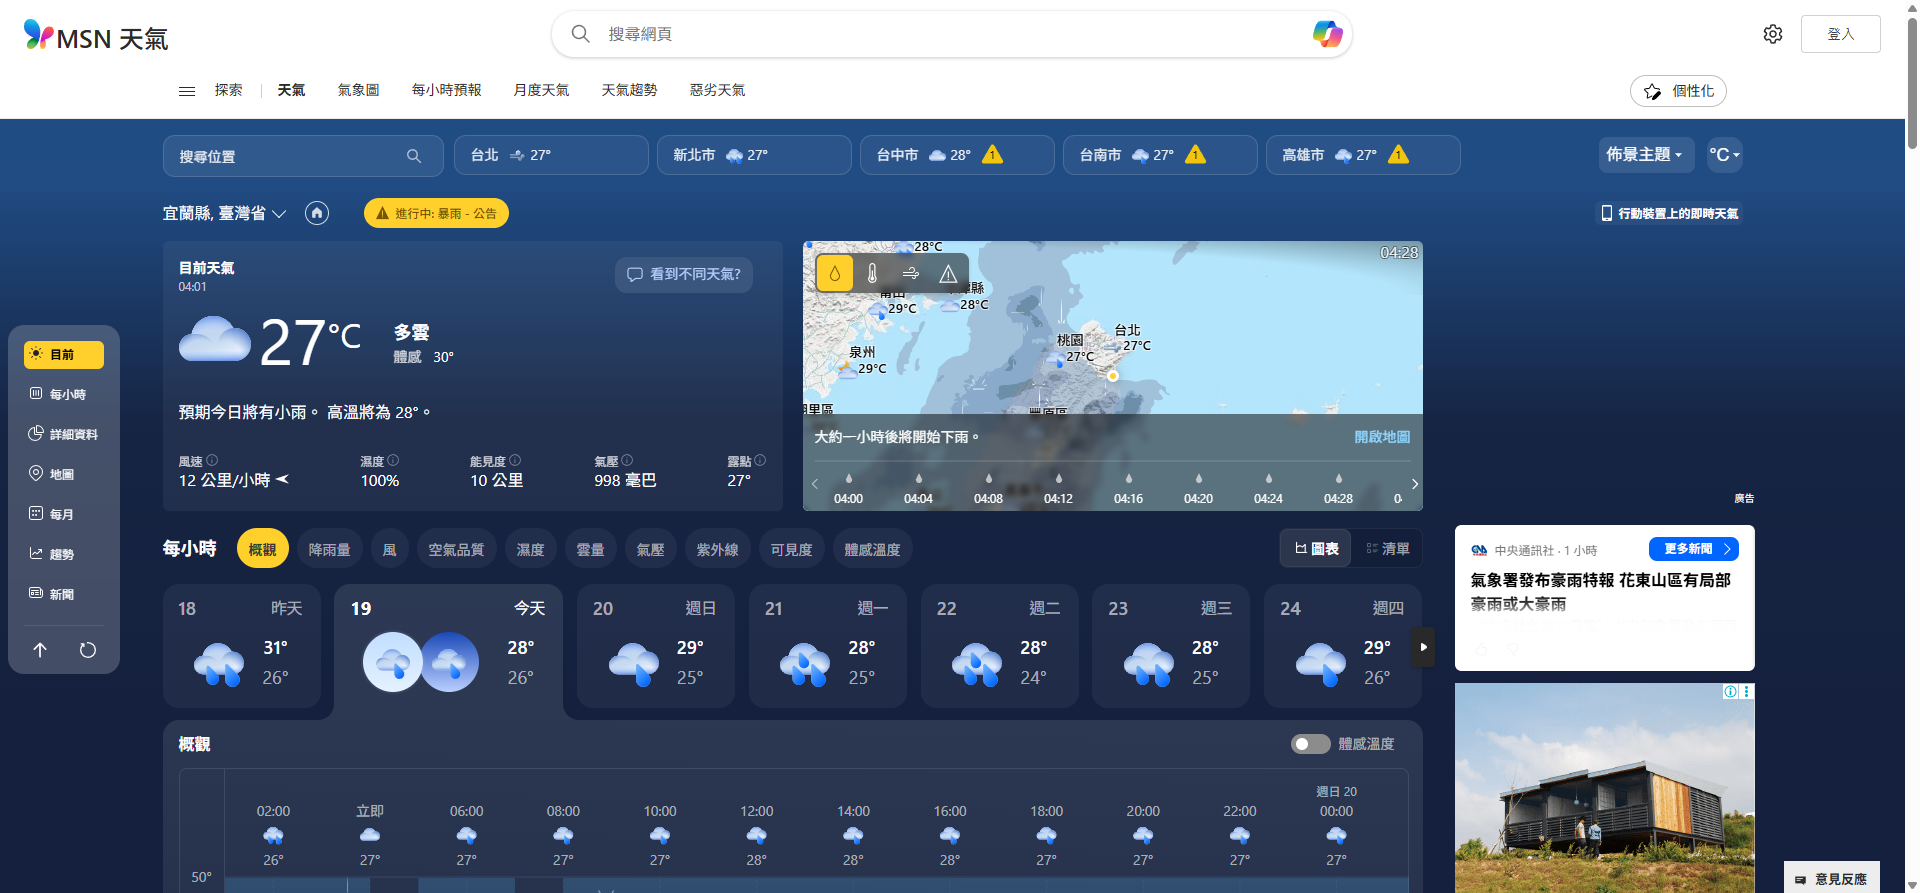 MSN 天氣
搜尋網頁
登入
探索
天氣
氣象圖
每小時預報
月度天氣
天氣趨勢
惡劣天氣
個性化
搜尋位置
台北 27°
新北市 27°
台中市 28° 1
台南市 27° 1
高雄市 27° 1
佈景主題
°C
宜蘭縣, 臺灣省
進行中: 暴雨 - 公告
行動裝置上的即時天氣
目前天氣
04:01
看到不同天氣?
27°C
多雲
體感 30°
預期今日將有小雨。 高溫將為 28°。
風速
12 公里/小時
濕度
100%
能見度
10 公里
氣壓
998 毫巴
露點
27°
28°C
04:28
29°C
28°C
泉州
29°C
桃園
27°C
台北
27°C
大約一小時後將開始下雨。
開啟地圖
04:00
04:04
04:08
04:12
04:16
04:20
04:24
04:28
目前
每小時
詳細資料
地圖
每月
趨勢
新聞
廣告
每小時
概觀
降雨量
風
空氣品質
濕度
雲量
氣壓
紫外線
可見度
體感溫度
圖表
清單
18 昨天
31°
26°
19 今天
28°
26°
20 週日
29°
25°
21 週一
28°
25°
22 週二
28°
24°
23 週三
28°
25°
24 週四
29°
26°
中央通訊社 · 1 小時
更多新聞
氣象署發布豪雨特報 花東山區有局部
豪雨或大豪雨
概觀
體感溫度
週日 20
02:00
立即
06:00
08:00
10:00
12:00
14:00
16:00
18:00
20:00
22:00
00:00
26°
27°
27°
27°
27°
28°
28°
28°
27°
27°
27°
27°
50°
意見反應